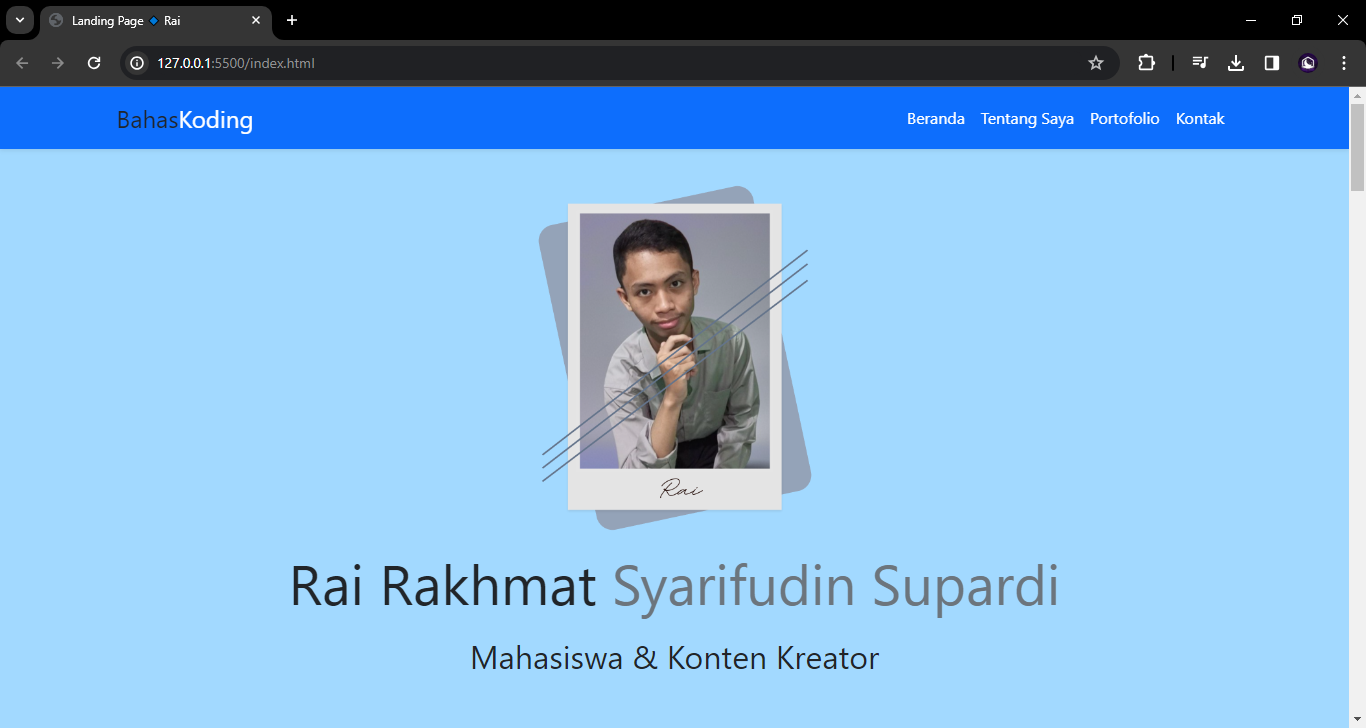 Landing Page 🔹 Rai
127.0.0.1:5500/index.html
BahasKoding
Beranda Tentang Saya Portofolio Kontak
Rai
Rai Rakhmat Syarifudin Supardi
Mahasiswa & Konten Kreator